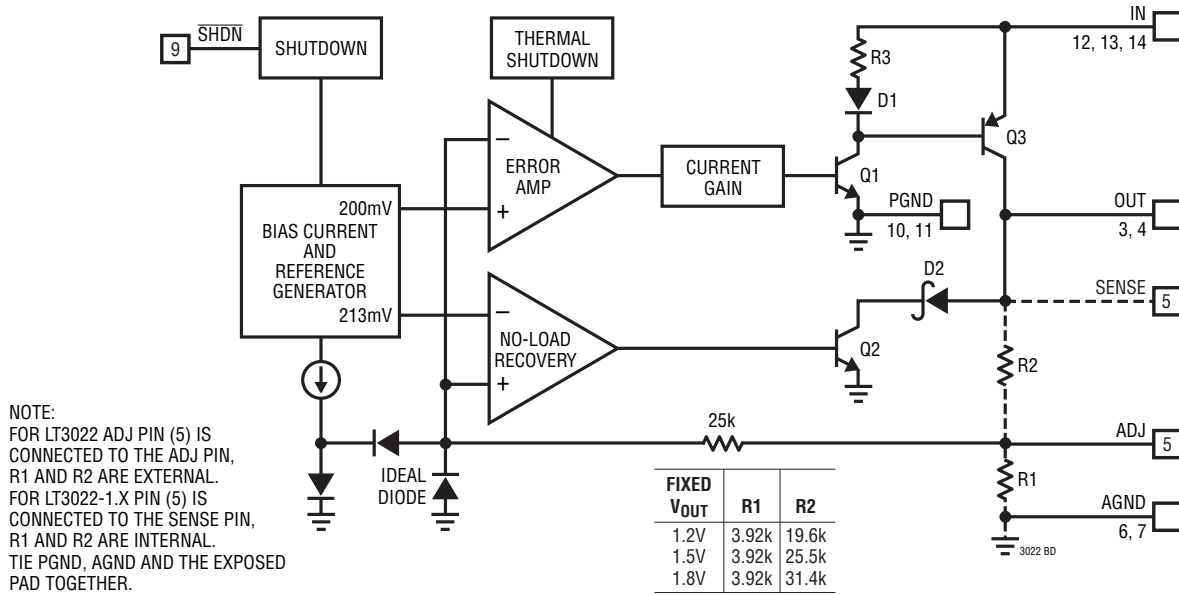 SHDN
9
SHUTDOWN
THERMAL
SHUTDOWN
IN
12, 13, 14
R3
D1
Q3
−
ERROR
AMP
+
CURRENT
GAIN
Q1
PGND
10, 11
OUT
3, 4
200mV
BIAS CURRENT
AND
REFERENCE
GENERATOR
213mV
−
NO-LOAD
RECOVERY
+
D2
Q2
SENSE
5
R2
25k
ADJ
5
IDEAL
DIODE
R1
AGND
6, 7
3022 BD
NOTE:
FOR LT3022 ADJ PIN (5) IS
CONNECTED TO THE ADJ PIN,
R1 AND R2 ARE EXTERNAL.
FOR LT3022-1.X PIN (5) IS
CONNECTED TO THE SENSE PIN,
R1 AND R2 ARE INTERNAL.
TIE PGND, AGND AND THE EXPOSED
PAD TOGETHER.
FIXED
VOUT R1 R2
1.2V 3.92k 19.6k
1.5V 3.92k 25.5k
1.8V 3.92k 31.4k